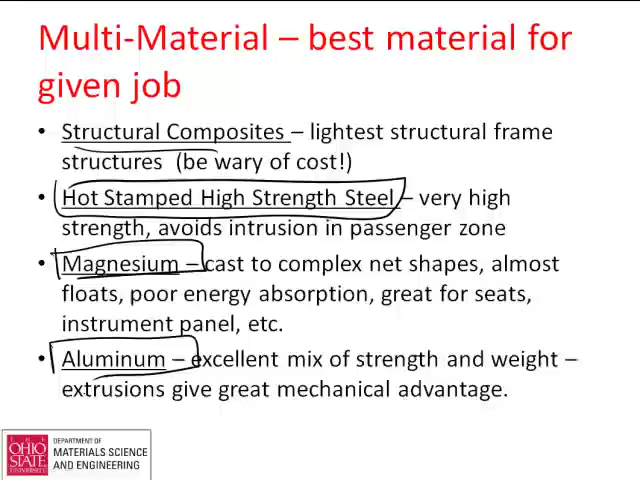 Multi-Material – best material for
given job
• Structural Composites – lightest structural frame
structures (be wary of cost!)
• Hot Stamped High Strength Steel – very high
strength, avoids intrusion in passenger zone
• Magnesium – cast to complex net shapes, almost
floats, poor energy absorption, great for seats,
instrument panel, etc.
• Aluminum – excellent mix of strength and weight –
extrusions give great mechanical advantage.
THE
OHIO
STATE
UNIVERSITY
DEPARTMENT OF
MATERIALS SCIENCE
AND ENGINEERING